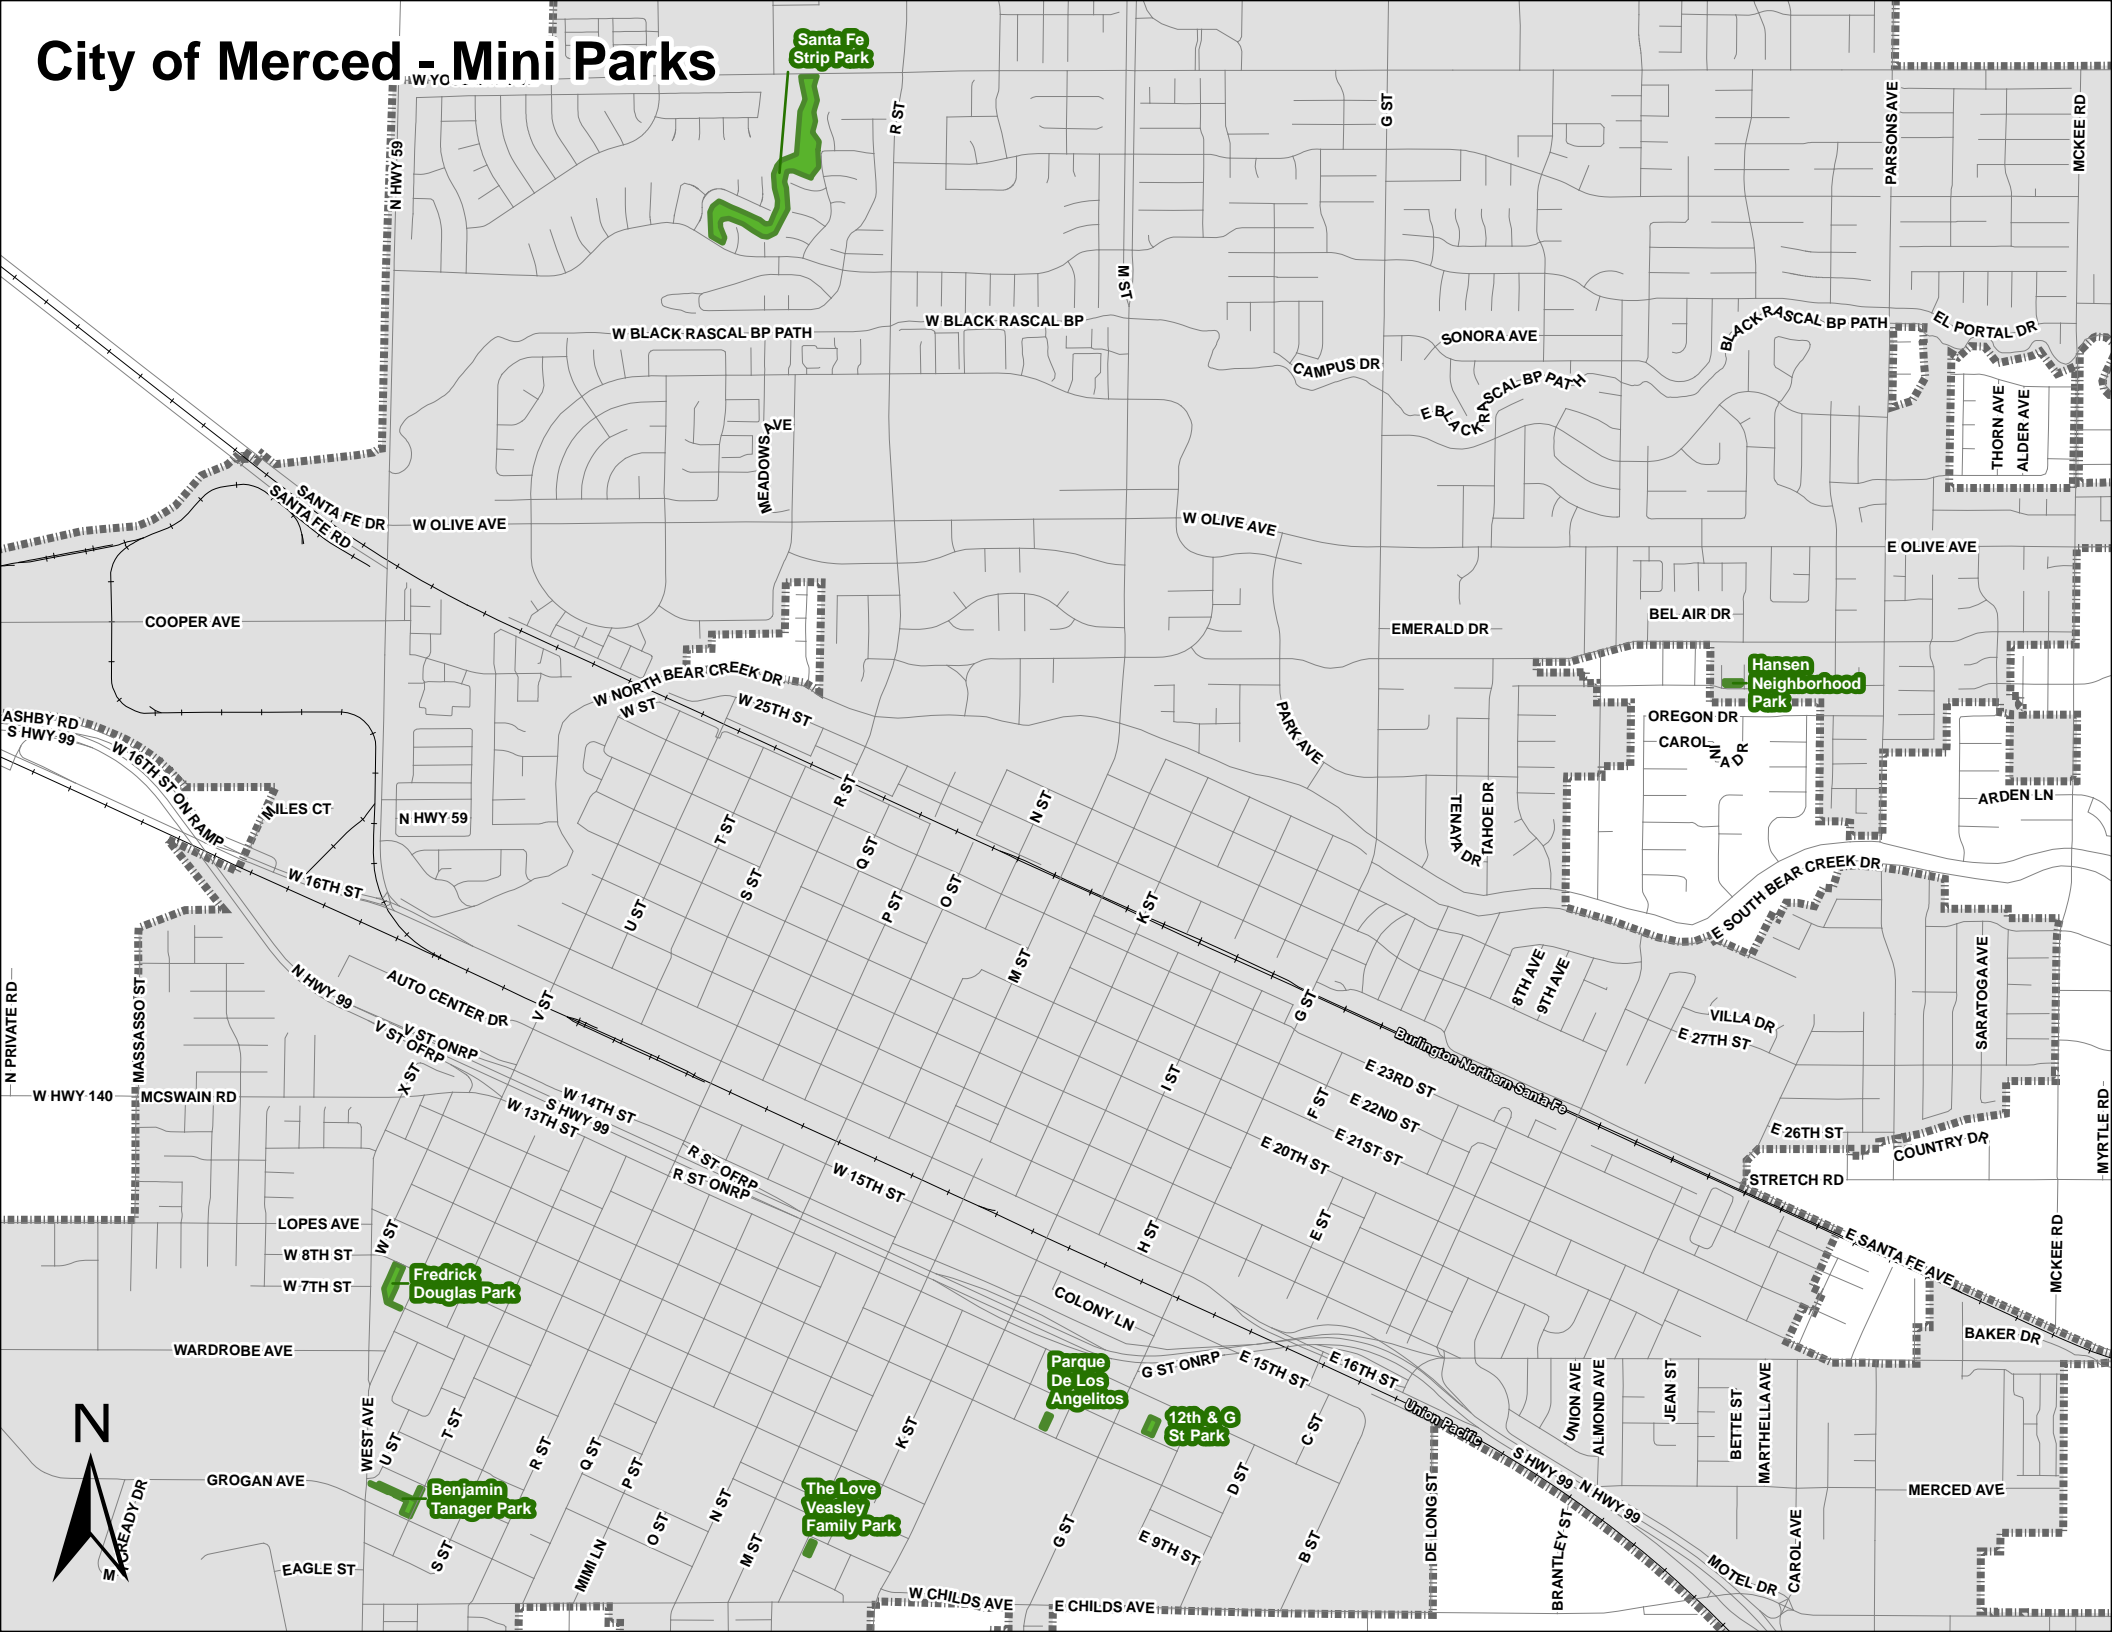 City of Merced - Mini Parks
Santa Fe
Strip Park
N HWY 59
R ST
G ST
PARSONS AVE
MCKEE RD
M ST
W BLACK RASCAL BP PATH
W BLACK RASCAL BP
CAMPUS DR
SONORA AVE
E BLACK RASCAL BP PATH
BLACK RASCAL BP PATH
EL PORTAL DR
THORN AVE
ALDER AVE
MEADOWS AVE
SANTA FE DR
SANTA FE RD
W OLIVE AVE
W OLIVE AVE
E OLIVE AVE
COOPER AVE
EMERALD DR
BEL AIR DR
Hansen
Neighborhood
Park
W NORTH BEAR CREEK DR
W ST
W 25TH ST
PARK AVE
OREGON DR
CAROLINA DR
ASHBY RD
S HWY 99
W 16TH ST ON RAMP
MILES CT
N HWY 59
R ST
N ST
TENAYA DR
TAHOE DR
ARDEN LN
T ST
Q ST
S ST
P ST
O ST
U ST
K ST
M ST
E SOUTH BEAR CREEK DR
W 16TH ST
N HWY 99
AUTO CENTER DR
V ST
G ST
8TH AVE
9TH AVE
VILLA DR
E 27TH ST
SARATOGA AVE
N PRIVATE RD
MASSASSO ST
V ST ONRP
V ST OFRP
X ST
I ST
F ST
Burlington Northern Santa Fe
E 23RD ST
E 22ND ST
E 21ST ST
E 20TH ST
W HWY 140
MCSWAIN RD
W 14TH ST
S HWY 99
W 13TH ST
R ST OFRP
R ST ONRP
W 15TH ST
E 26TH ST
COUNTRY DR
STRETCH RD
MYRTLE RD
LOPES AVE
W 8TH ST
W 7TH ST
W ST
H ST
E ST
E SANTA FE AVE
MCKEE RD
Fredrick
Douglas Park
COLONY LN
WARDROBE AVE
BAKER DR
Parque
De Los
Angelitos
G ST ONRP
E 15TH ST
E 16TH ST
Union Pacific
12th & G
St Park
C ST
UNION AVE
ALMOND AVE
JEAN ST
BETTE ST
MARTHELLA AVE
N
WEST AVE
U ST
T ST
R ST
Q ST
P ST
K ST
D ST
GROGAN AVE
Benjamin
Tanager Park
The Love
Veasley
Family Park
DE LONG ST
S HWY 99
N HWY 99
MERCED AVE
S ST
MIMI LN
O ST
N ST
M ST
G ST
E 9TH ST
B ST
BRANTLEY ST
CAROL AVE
MOTEL DR
EAGLE ST
W CHILDS AVE
E CHILDS AVE